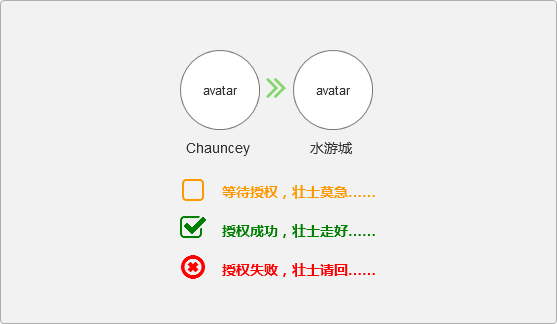 avatar avatar
Chauncey 水游城
等待授权，壮士莫急……
授权成功，壮士走好……
授权失败，壮士请回……